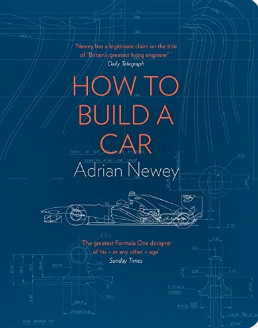 'Newey has a legitimate claim on the title
of "Britain's greatest living engineer"'
Daily Telegraph
HOW TO
BUILD A
CAR
Adrian Newey
'The greatest Formula One designer
of his – or any other – age'
Sunday Times